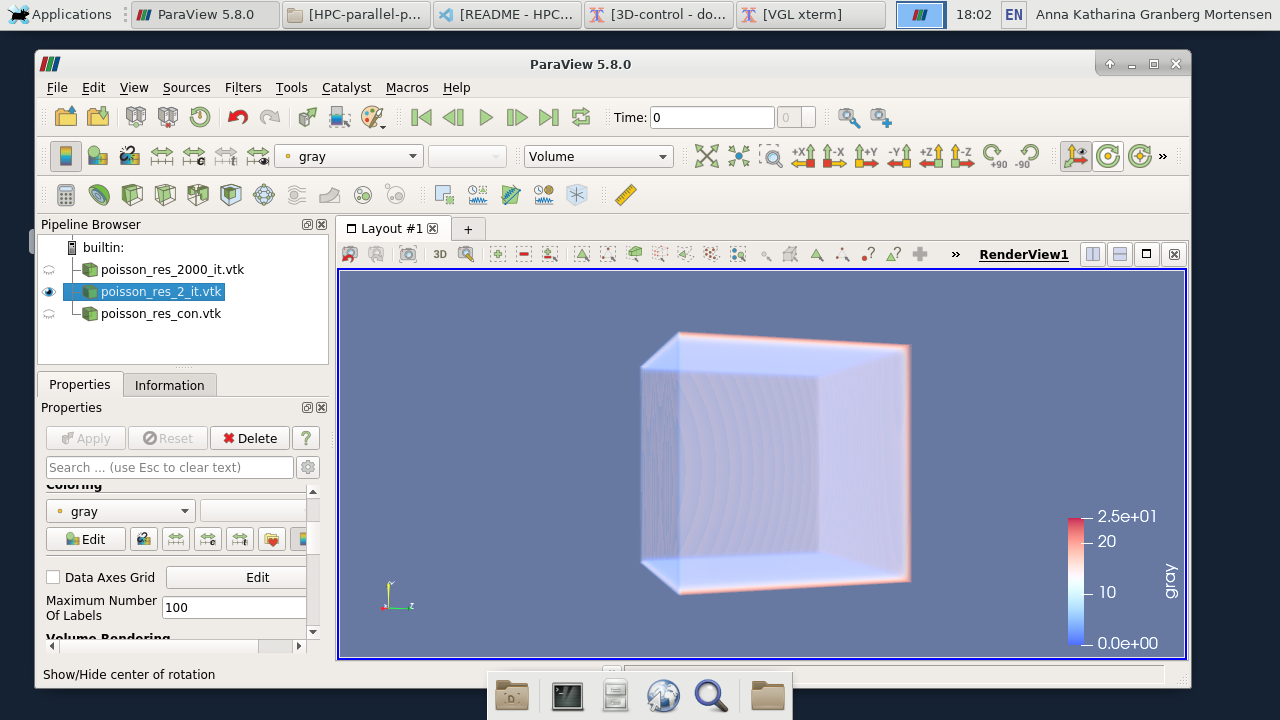 Applications
ParaView 5.8.0
[HPC-parallel-p...
[README - HPC...
[3D-control - do...
[VGL xterm]
18:02
EN
Anna Katharina Granberg Mortensen
ParaView 5.8.0
File Edit View Sources Filters Tools Catalyst Macros Help
Time: 0
0
gray
Volume
+X -X +Y -Y +Z -Z +90 -90 »
Pipeline Browser
Layout #1
+
builtin:
3D
? ? » RenderView1
poisson_res_2000_it.vtk
poisson_res_2_it.vtk
poisson_res_con.vtk
Properties Information
Properties
Apply Reset Delete ?
Search ... (use Esc to clear text)
Coloring
gray
Edit
Data Axes Grid Edit
Maximum Number
Of Labels
100
Volume Rendering
Y
Z
2.5e+01
20
10
0.0e+00
gray
Show/Hide center of rotation
D